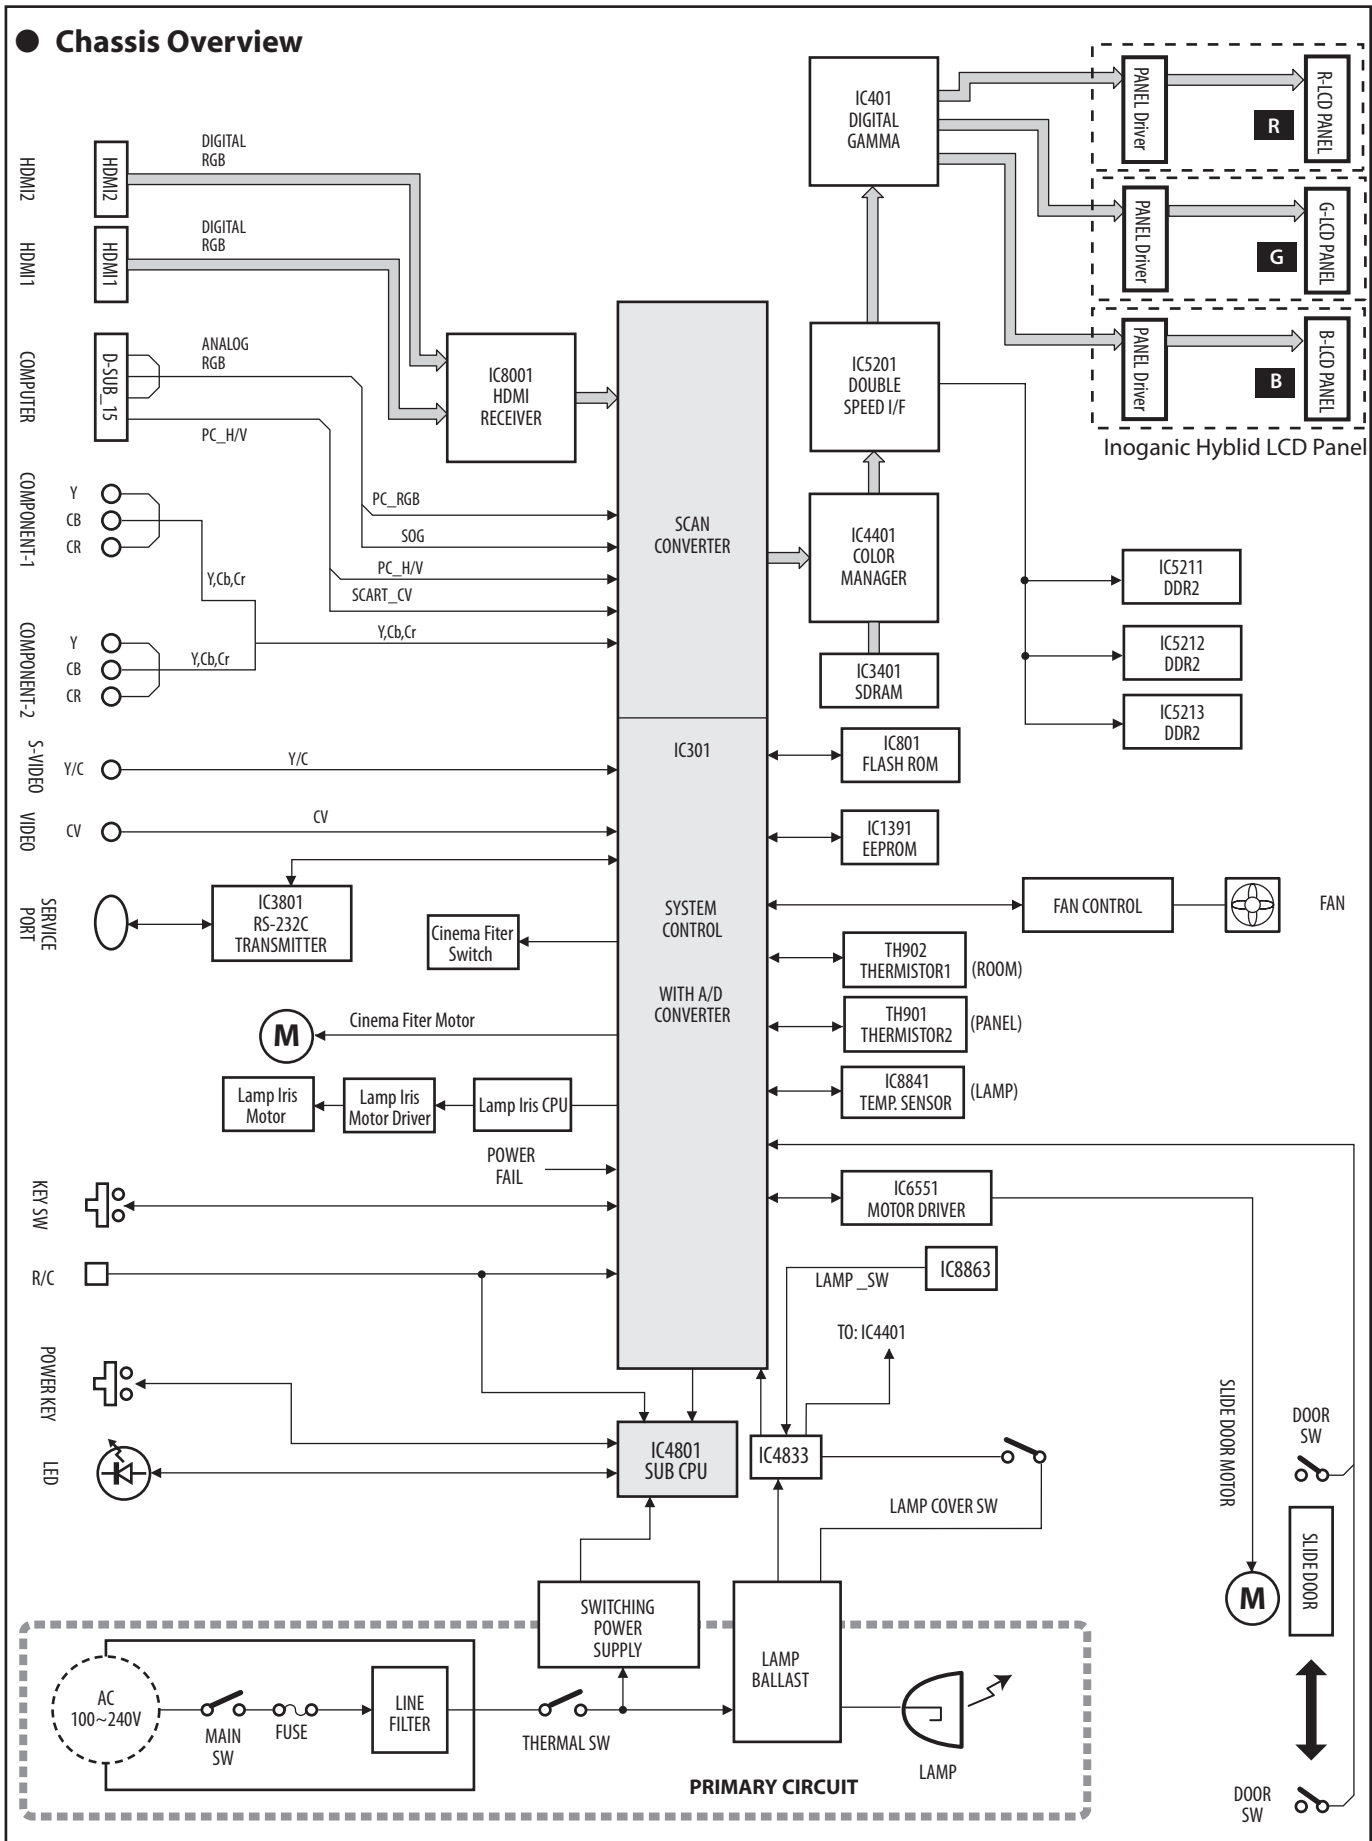 ● Chassis Overview
HDMI2
HDMI2
DIGITAL
RGB
HDMI1
HDMI1
DIGITAL
RGB
COMPUTER
D-SUB_15
ANALOG
RGB
PC_H/V
IC8001
HDMI
RECEIVER
COMPONENT-1
Y
CB
CR
Y,Cb,Cr
PC_RGB
SOG
PC_H/V
SCART_CV
Y,Cb,Cr
COMPONENT-2
Y
CB
CR
Y,Cb,Cr
S-VIDEO
Y/C
Y/C
VIDEO
CV
CV
SERVICE
PORT
IC3801
RS-232C
TRANSMITTER
Cinema Fiter
Switch
M
Cinema Fiter Motor
Lamp Iris
Motor
Lamp Iris
Motor Driver
Lamp Iris CPU
POWER
FAIL
KEY SW
R/C
POWER KEY
LED
SCAN
CONVERTER
IC301
SYSTEM
CONTROL
WITH A/D
CONVERTER
IC4801
SUB CPU
IC401
DIGITAL
GAMMA
IC5201
DOUBLE
SPEED I/F
IC4401
COLOR
MANAGER
IC3401
SDRAM
PANEL Driver
R
R-LCD PANEL
PANEL Driver
G
G-LCD PANEL
PANEL Driver
B
B-LCD PANEL
Inoganic Hyblid LCD Panel
IC5211
DDR2
IC5212
DDR2
IC5213
DDR2
IC801
FLASH ROM
IC1391
EEPROM
FAN CONTROL
FAN
TH902
THERMISTOR1
(ROOM)
TH901
THERMISTOR2
(PANEL)
IC8841
TEMP. SENSOR
(LAMP)
IC6551
MOTOR DRIVER
LAMP _SW
IC8863
TO: IC4401
IC4833
LAMP COVER SW
SLIDE DOOR MOTOR
M
DOOR
SW
SLIDE DOOR
DOOR
SW
SWITCHING
POWER
SUPPLY
LAMP
BALLAST
AC
100~240V
MAIN
SW
FUSE
LINE
FILTER
THERMAL SW
LAMP
PRIMARY CIRCUIT